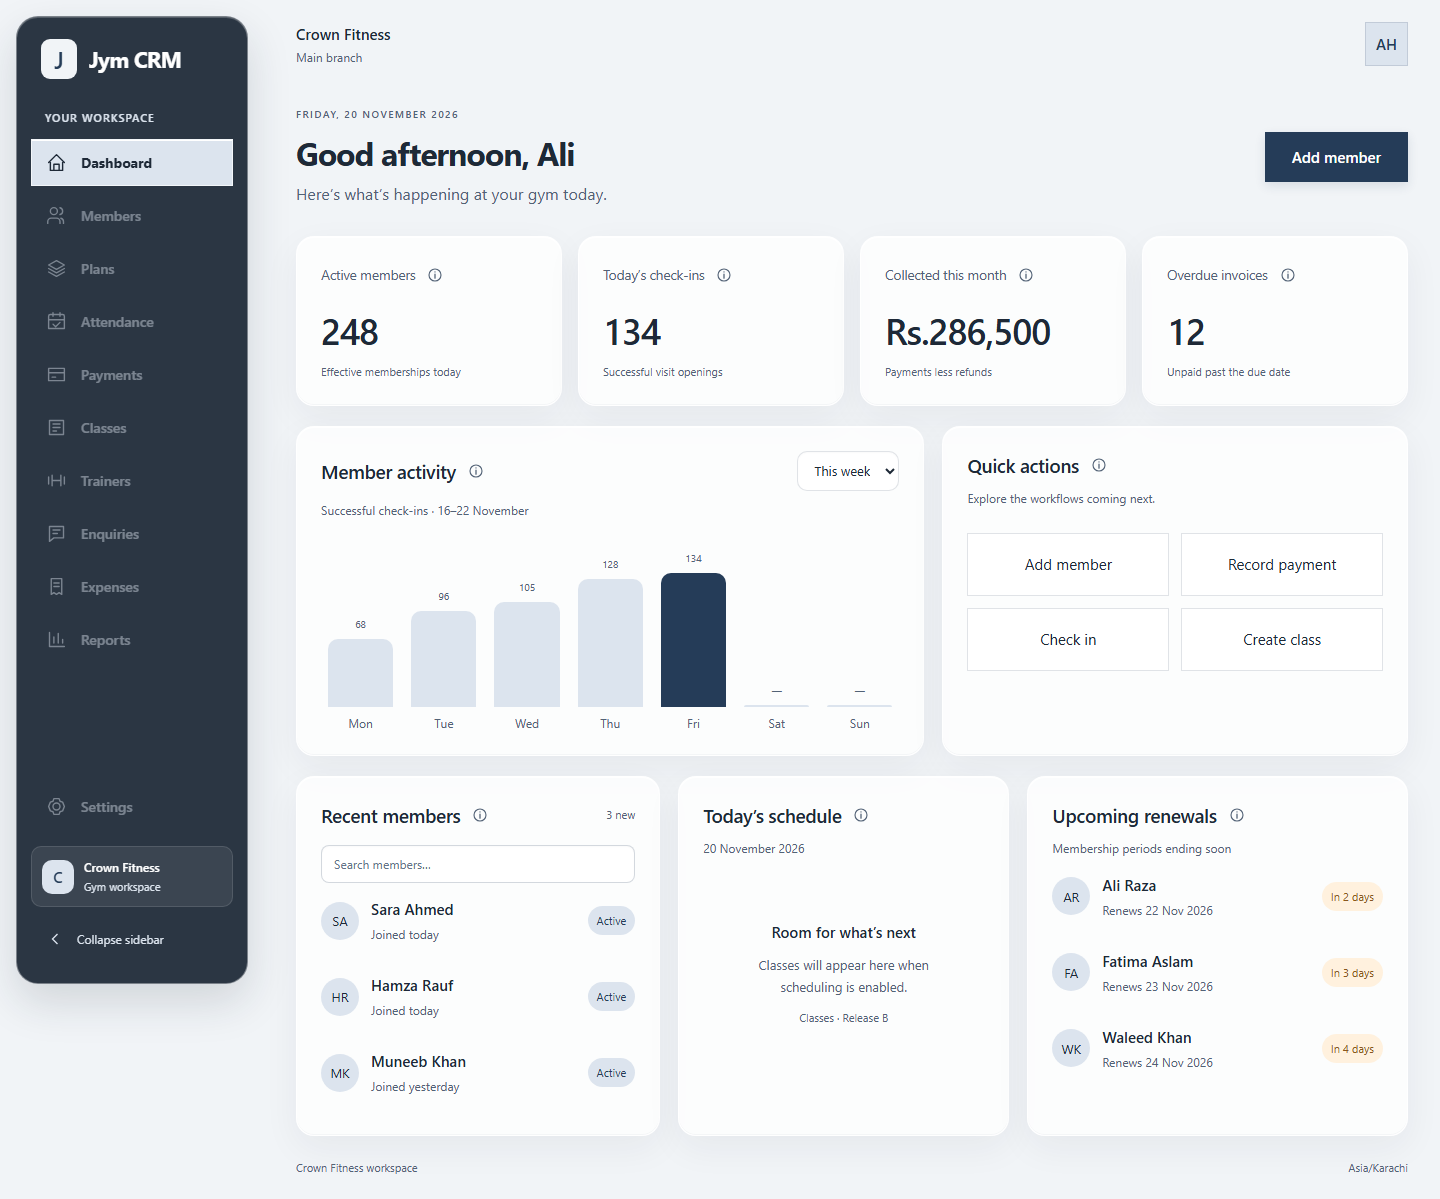 J
Jym CRM
YOUR WORKSPACE
Dashboard
Members
Plans
Attendance
Payments
Classes
Trainers
Enquiries
Expenses
Reports
Settings
C
Crown Fitness
Gym workspace
Collapse sidebar
Crown Fitness
Main branch
AH
FRIDAY, 20 NOVEMBER 2026
Good afternoon, Ali
Here's what's happening at your gym today.
Add member
Active members
248
Effective memberships today
Today's check-ins
134
Successful visit openings
Collected this month
Rs.286,500
Payments less refunds
Overdue invoices
12
Unpaid past the due date
Member activity
This week
Successful check-ins · 16–22 November
68
96
105
128
134
—
—
Mon
Tue
Wed
Thu
Fri
Sat
Sun
Quick actions
Explore the workflows coming next.
Add member
Record payment
Check in
Create class
Recent members
3 new
Search members...
SA
Sara Ahmed
Joined today
Active
HR
Hamza Rauf
Joined today
Active
MK
Muneeb Khan
Joined yesterday
Active
Today's schedule
20 November 2026
Room for what's next
Classes will appear here when
scheduling is enabled.
Classes · Release B
Upcoming renewals
Membership periods ending soon
AR
Ali Raza
Renews 22 Nov 2026
In 2 days
FA
Fatima Aslam
Renews 23 Nov 2026
In 3 days
WK
Waleed Khan
Renews 24 Nov 2026
In 4 days
Crown Fitness workspace
Asia/Karachi